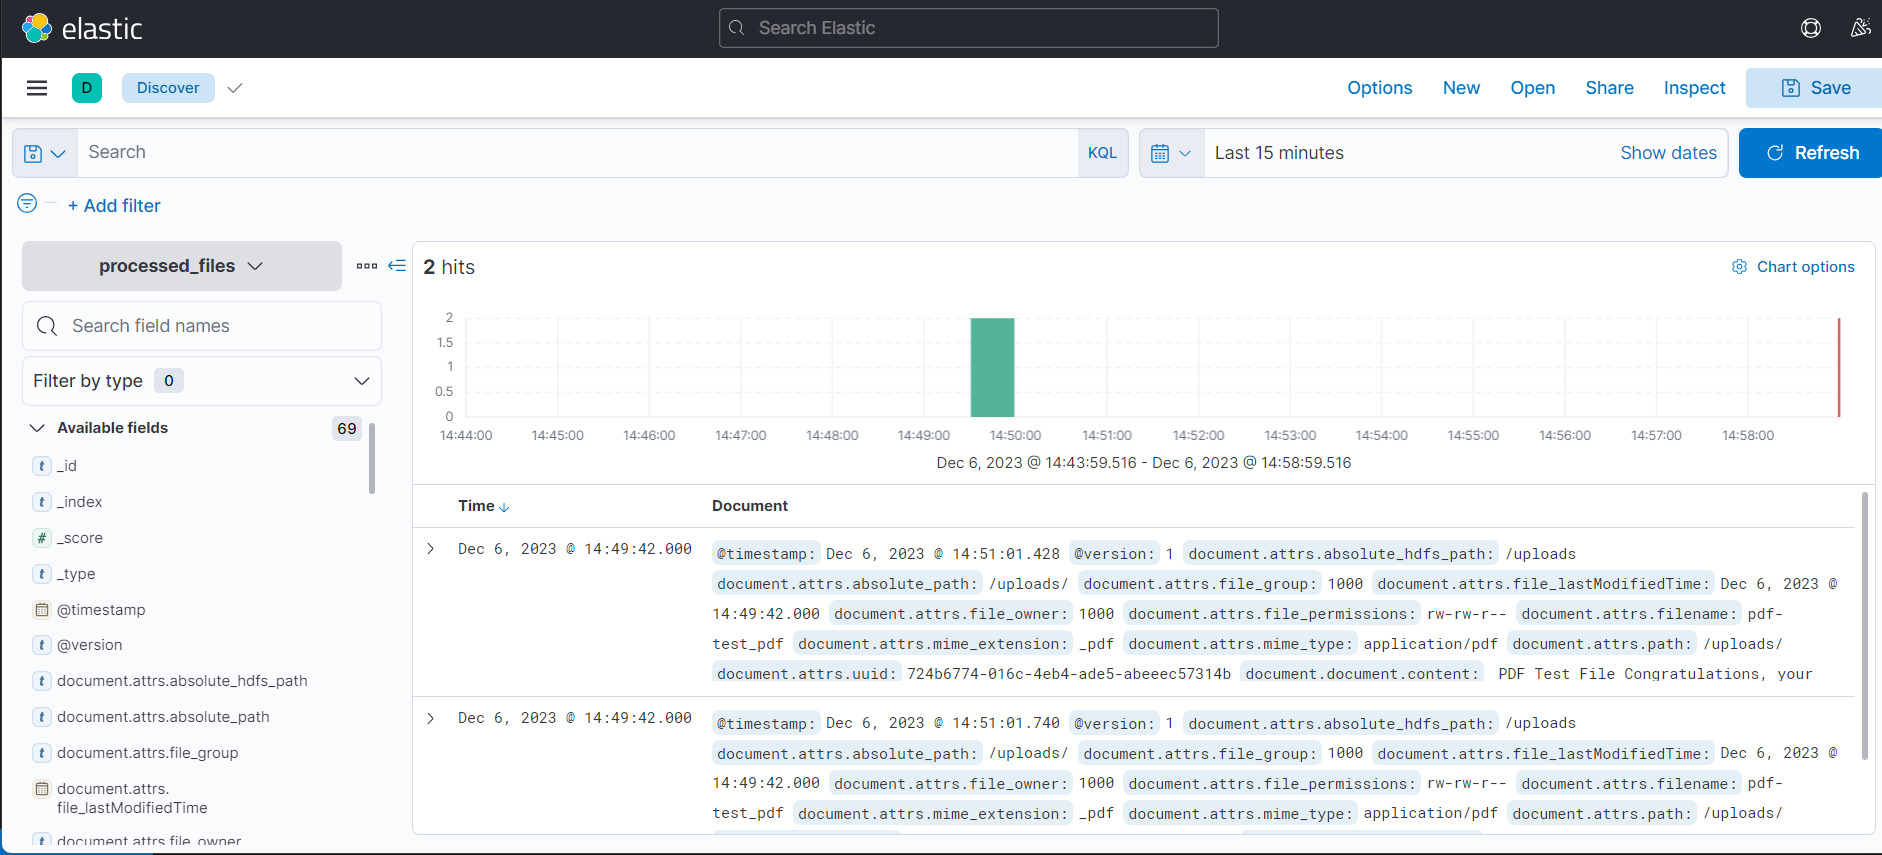 elastic
Search Elastic
D
Discover
Options New Open Share Inspect Save
Search
KQL
Last 15 minutes
Show dates
Refresh
+ Add filter
processed_files
Search field names
Filter by type 0
Available fields 69
t _id
t _index
# _score
t _type
@timestamp
t @version
t document.attrs.absolute_hdfs_path
t document.attrs.absolute_path
t document.attrs.file_group
document.attrs.
file_lastModifiedTime
t document.attrs.file_owner
2 hits
Chart options
2
1.5
1
0.5
0
14:44:00 14:45:00 14:46:00 14:47:00 14:48:00 14:49:00 14:50:00 14:51:00 14:52:00 14:53:00 14:54:00 14:55:00 14:56:00 14:57:00 14:58:00
Dec 6, 2023 @ 14:43:59.516 - Dec 6, 2023 @ 14:58:59.516
Time Document
Dec 6, 2023 @ 14:49:42.000
@timestamp: Dec 6, 2023 @ 14:51:01.428 @version: 1 document.attrs.absolute_hdfs_path: /uploads
document.attrs.absolute_path: /uploads/ document.attrs.file_group: 1000 document.attrs.file_lastModifiedTime: Dec 6, 2023 @
14:49:42.000 document.attrs.file_owner: 1000 document.attrs.file_permissions: rw-rw-r-- document.attrs.filename: pdf-
test_pdf document.attrs.mime_extension: _pdf document.attrs.mime_type: application/pdf document.attrs.path: /uploads/
document.attrs.uuid: 724b6774-016c-4eb4-ade5-abeeec57314b document.document.content: PDF Test File Congratulations, your
Dec 6, 2023 @ 14:49:42.000
@timestamp: Dec 6, 2023 @ 14:51:01.740 @version: 1 document.attrs.absolute_hdfs_path: /uploads
document.attrs.absolute_path: /uploads/ document.attrs.file_group: 1000 document.attrs.file_lastModifiedTime: Dec 6, 2023 @
14:49:42.000 document.attrs.file_owner: 1000 document.attrs.file_permissions: rw-rw-r-- document.attrs.filename: pdf-
test_pdf document.attrs.mime_extension: _pdf document.attrs.mime_type: application/pdf document.attrs.path: /uploads/